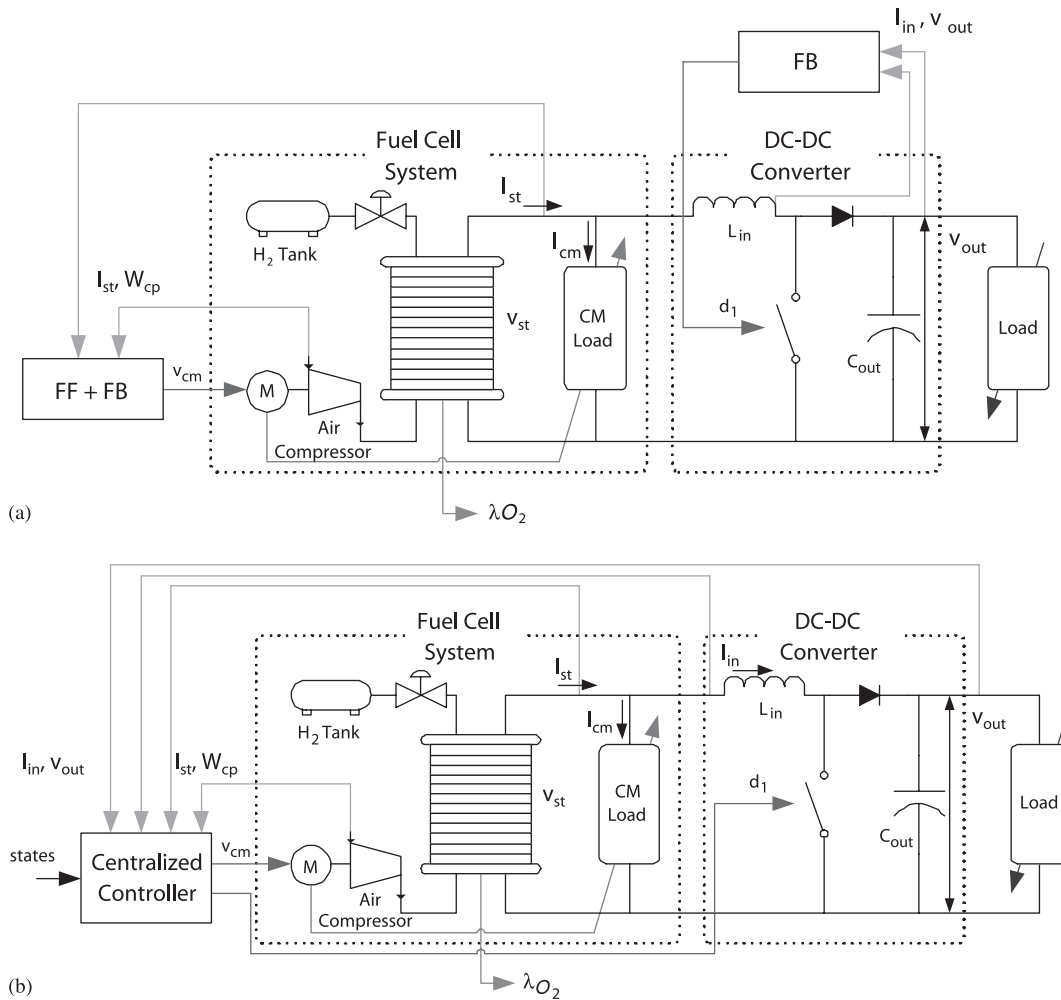 I_in, v_out
FB
Fuel Cell
System
DC-DC
Converter
I_st
H_2 Tank
I_cm
L_in
v_out
I_st, W_cp
v_st
CM
Load
d_1
C_out
Load
FF + FB
v_cm
M
Air
Compressor
λO_2
(a)
Fuel Cell
System
DC-DC
Converter
I_st
I_in
H_2 Tank
I_cm
L_in
v_out
I_in, v_out
I_st, W_cp
v_st
CM
Load
d_1
C_out
Load
states
Centralized
Controller
v_cm
M
Air
Compressor
λ_O_2
(b)